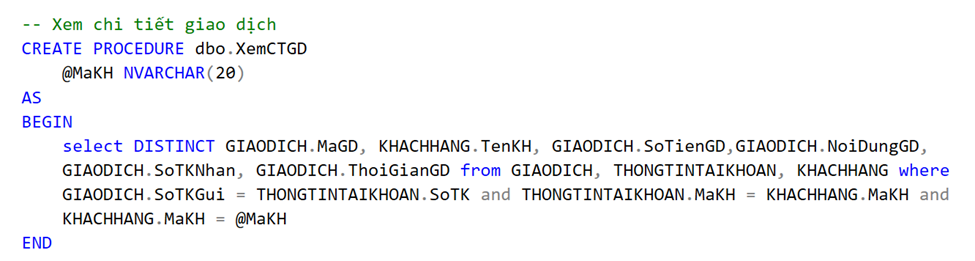 -- Xem chi tiết giao dịch
CREATE PROCEDURE dbo.XemCTGD
    @MaKH NVARCHAR(20)
AS
BEGIN
    select DISTINCT GIAODICH.MaGD, KHACHHANG.TenKH, GIAODICH.SoTienGD,GIAODICH.NoiDungGD,
    GIAODICH.SoTKNhan, GIAODICH.ThoiGianGD from GIAODICH, THONGTINTAIKHOAN, KHACHHANG where
    GIAODICH.SoTKGui = THONGTINTAIKHOAN.SoTK and THONGTINTAIKHOAN.MaKH = KHACHHANG.MaKH and
    KHACHHANG.MaKH = @MaKH
END